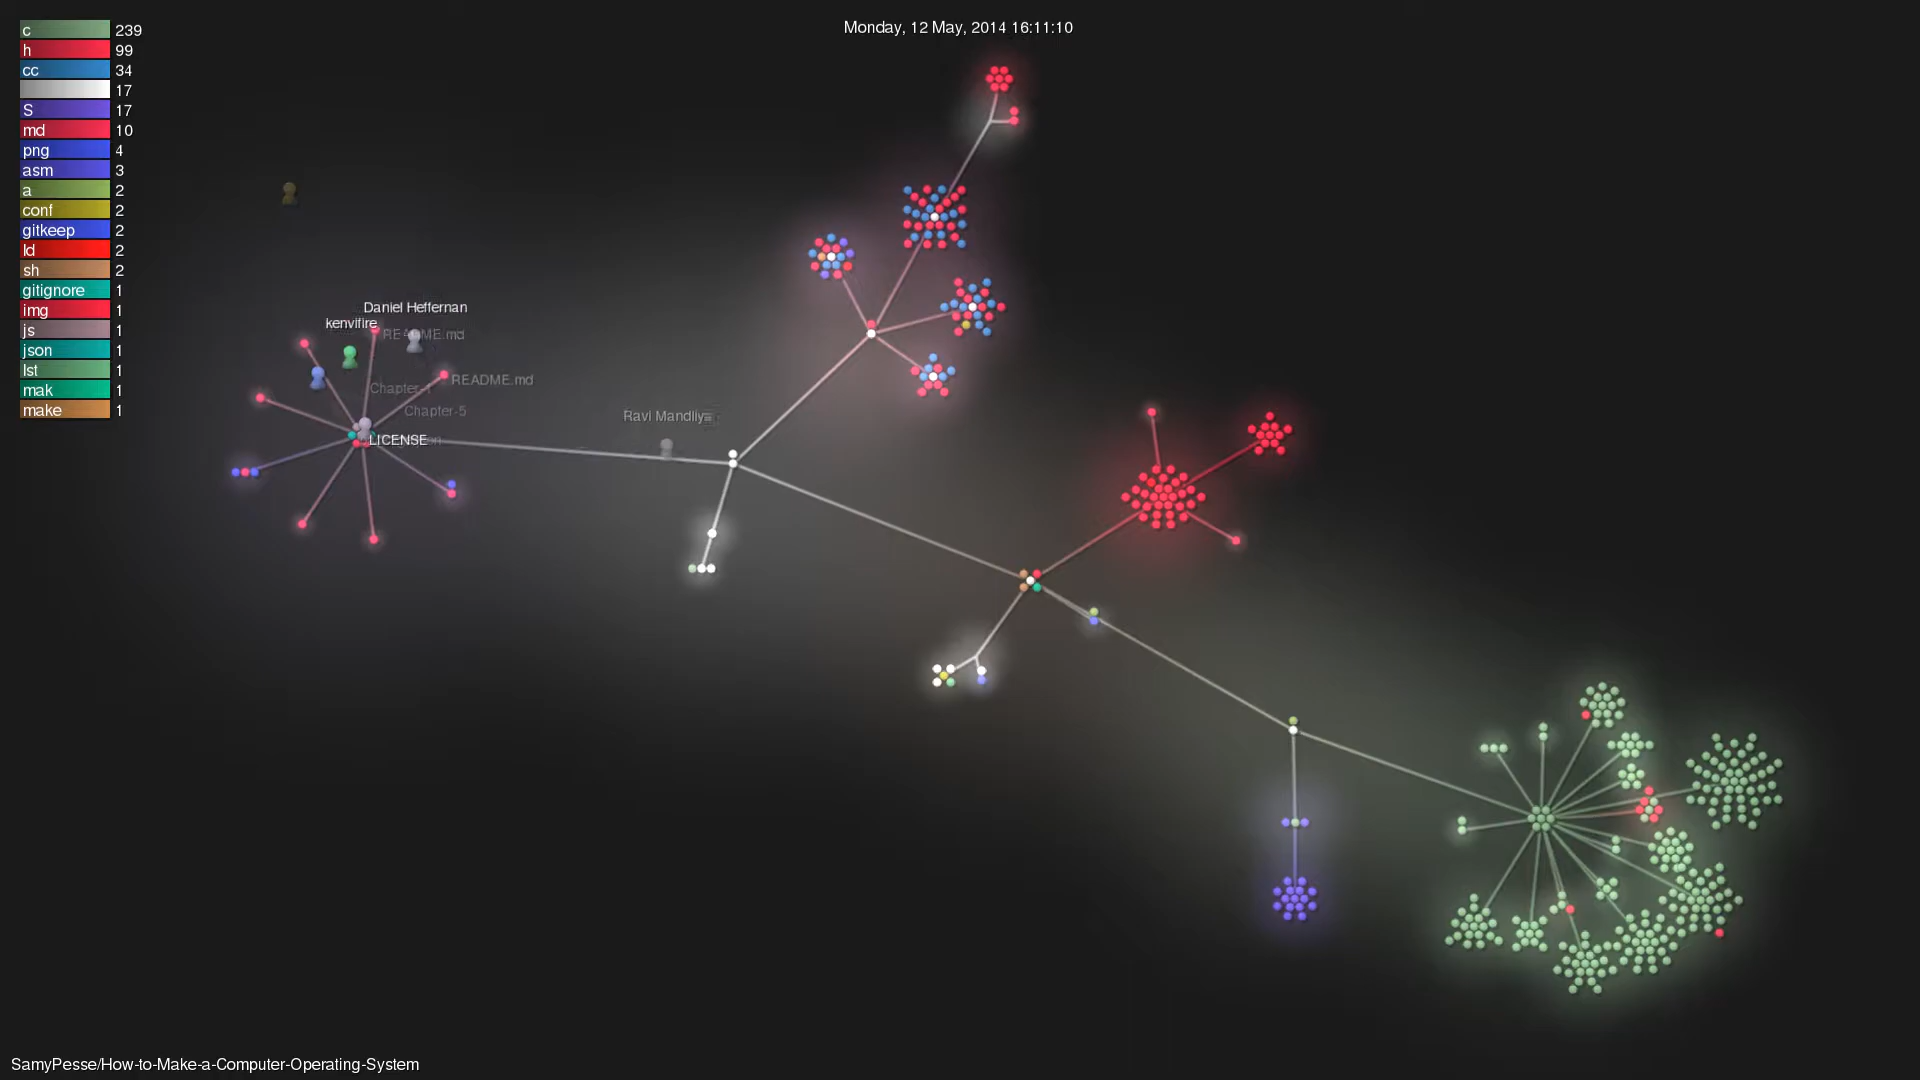 Monday, 12 May, 2014 16:11:10
c 239
h 99
cc 34
17
S 17
md 10
png 4
asm 3
a 2
conf 2
gitkeep 2
ld 2
sh 2
gitignore 1
img 1
js 1
json 1
lst 1
mak 1
make 1
Daniel Heffernan
kenvifire
README.md
README.md
Chapter-4
Chapter-5
Ravi Mandliya
LICENSE
SamyPesse/How-to-Make-a-Computer-Operating-System